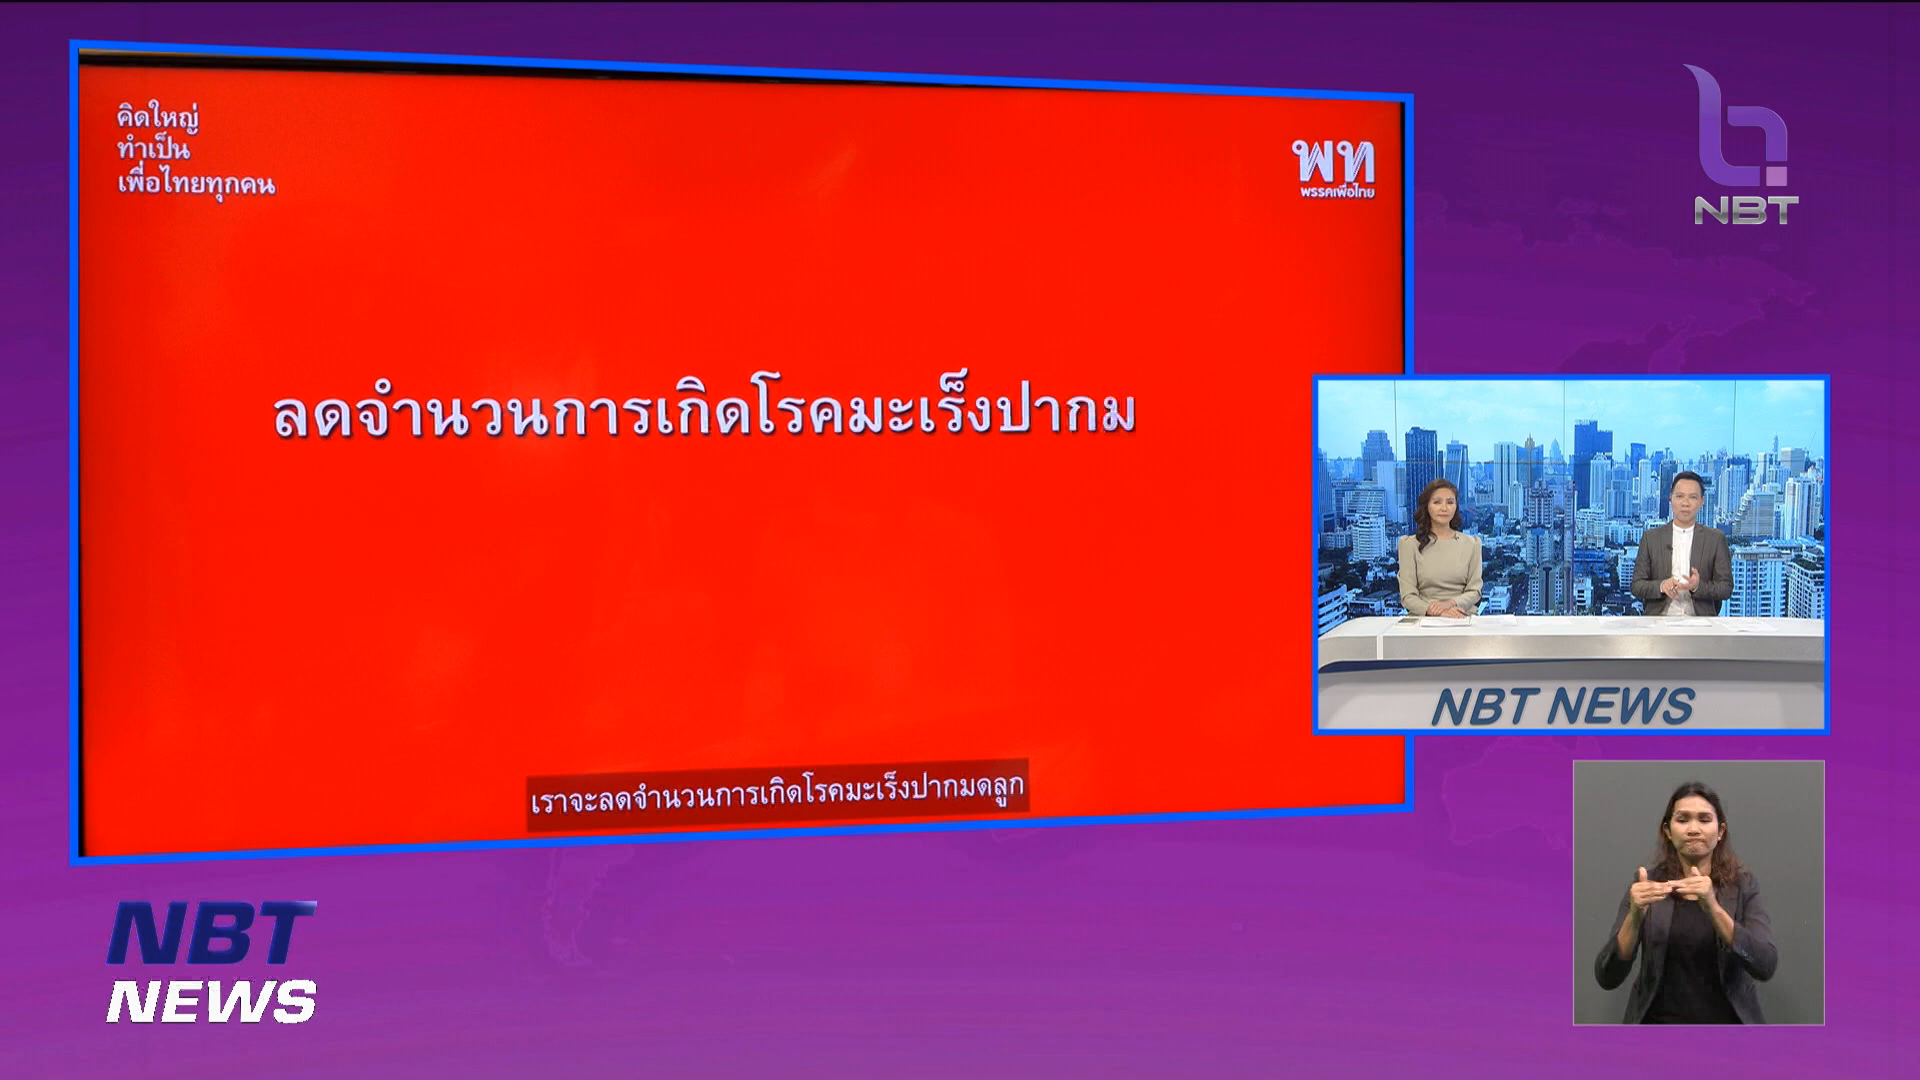 คิดใหญ่
ทำเป็น
เพื่อไทยทุกคน
พท
พรรคเพื่อไทย
NBT
ลดจำนวนการเกิดโรคมะเร็งปากม
เราจะลดจำนวนการเกิดโรคมะเร็งปากมดลูก
NBT NEWS
NBT
NEWS